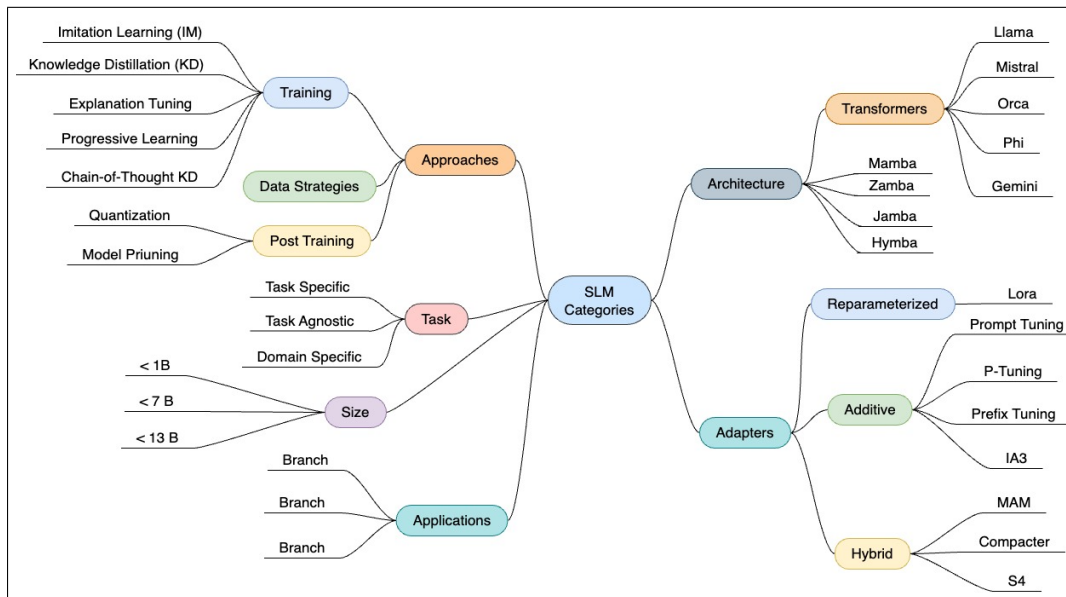 Imitation Learning (IM)
Knowledge Distillation (KD)
Explanation Tuning
Progressive Learning
Chain-of-Thought KD
Training
Data Strategies
Quantization
Model Priuning
Post Training
Approaches
Task Specific
Task Agnostic
Domain Specific
Task
< 1B
< 7 B
< 13 B
Size
Branch
Branch
Branch
Applications
SLM
Categories
Architecture
Transformers
Llama
Mistral
Orca
Phi
Gemini
Mamba
Zamba
Jamba
Hymba
Adapters
Reparameterized
Lora
Additive
Prompt Tuning
P-Tuning
Prefix Tuning
IA3
Hybrid
MAM
Compacter
S4